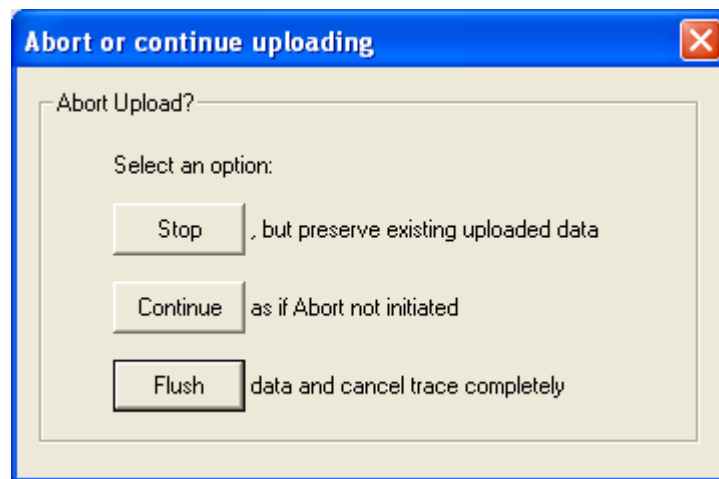 Abort or continue uploading
Abort Upload?
Select an option:
Stop , but preserve existing uploaded data
Continue as if Abort not initiated
Flush data and cancel trace completely